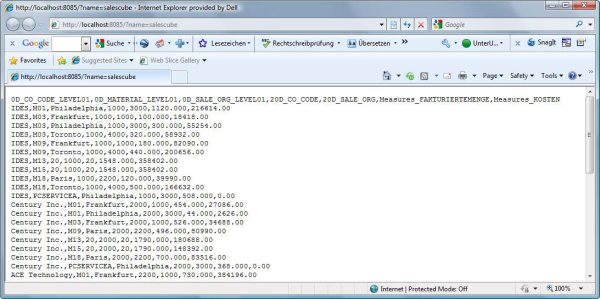 http://localhost:8085/?name=salescube - Internet Explorer provided by Dell
http://localhost:8085/?name=salescube
Google
x Google Suche Lesezeichen Rechtschreibprüfung Übersetzen » UnterU... x SnagIt
Favorites Suggested Sites Web Slice Gallery
http://localhost:8085/?name=salescube Page Safety Tools
0D_CO_CODE_LEVEL01,0D_MATERIAL_LEVEL01,0D_SALE_ORG_LEVEL01,20D_CO_CODE,20D_SALE_ORG,Measures_FAKTURIERTEMENGE,Measures_KOSTEN
IDES,M01,Philadelphia,1000,3000,1120.000,216614.00
IDES,M03,Frankfurt,1000,1000,100.000,18418.00
IDES,M03,Philadelphia,1000,3000,300.000,55254.00
IDES,M03,Toronto,1000,4000,320.000,58932.00
IDES,M09,Frankfurt,1000,1000,180.000,82090.00
IDES,M09,Toronto,1000,4000,440.000,200656.00
IDES,M13,20,1000,20,1548.000,358402.00
IDES,M15,20,1000,20,1548.000,358402.00
IDES,M18,Paris,1000,2200,120.000,39990.00
IDES,M18,Toronto,1000,4000,500.000,166632.00
IDES,PCSERVICEA,Philadelphia,1000,3000,508.000,0.00
Century Inc.,M01,Frankfurt,2000,1000,454.000,27086.00
Century Inc.,M01,Philadelphia,2000,3000,44.000,2626.00
Century Inc.,M03,Frankfurt,2000,1000,526.000,34688.00
Century Inc.,M09,Paris,2000,2200,496.000,80990.00
Century Inc.,M13,20,2000,20,1790.000,180688.00
Century Inc.,M15,20,2000,20,1790.000,148392.00
Century Inc.,M18,Paris,2000,2200,700.000,83516.00
Century Inc.,PCSERVICEA,Philadelphia,2000,3000,368.000,0.00
ACE Technology,M01,Frankfurt,2200,1000,730.000,384196.00
Internet | Protected Mode: Off 100%